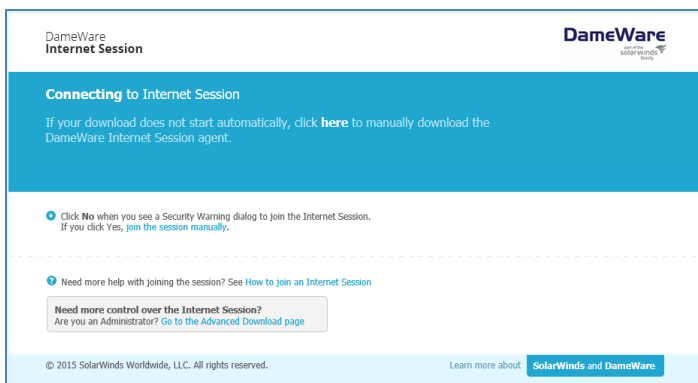 DameWare
Internet Session
DameWare
part of the
solarwinds
family
Connecting to Internet Session
If your download does not start automatically, click here to manually download the
DameWare Internet Session agent.
Click No when you see a Security Warning dialog to join the Internet Session.
If you click Yes, join the session manually.
Need more help with joining the session? See How to join an Internet Session
Need more control over the Internet Session?
Are you an Administrator? Go to the Advanced Download page
© 2015 SolarWinds Worldwide, LLC. All rights reserved.
Learn more about SolarWinds and DameWare